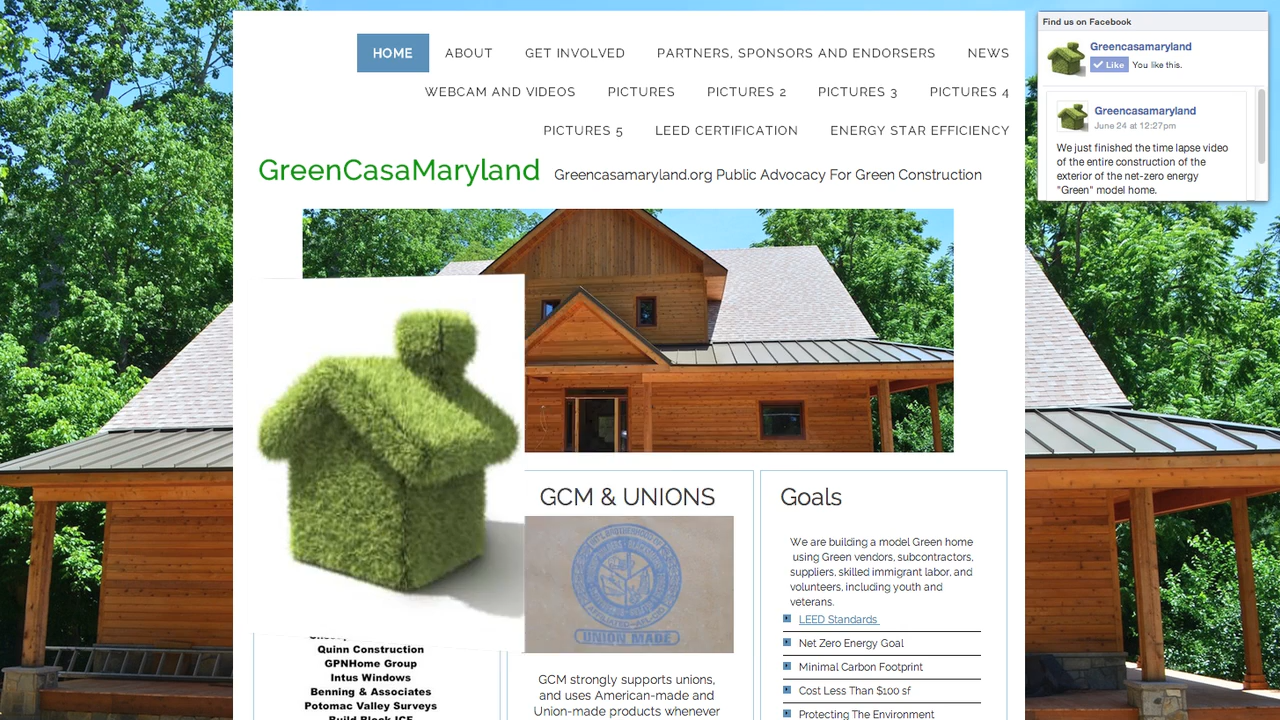 HOME ABOUT GET INVOLVED PARTNERS, SPONSORS AND ENDORSERS NEWS
WEBCAM AND VIDEOS PICTURES PICTURES 2 PICTURES 3 PICTURES 4
PICTURES 5 LEED CERTIFICATION ENERGY STAR EFFICIENCY
GreenCasaMaryland Greencasamaryland.org Public Advocacy For Green Construction
Find us on Facebook
Greencasamaryland
Like You like this.
Greencasamaryland
June 24 at 12:27pm
We just finished the time lapse video
of the entire construction of the
exterior of the net-zero energy
"Green" model home.
Quinn Construction
GPNHome Group
Intus Windows
Benning & Associates
Potomac Valley Surveys
Build Block ICF
GCM & UNIONS
UNION MADE
GCM strongly supports unions,
and uses American-made and
Union-made products whenever
Goals
We are building a model Green home
using Green vendors, subcontractors,
suppliers, skilled immigrant labor, and
volunteers, including youth and
veterans.
LEED Standards
Net Zero Energy Goal
Minimal Carbon Footprint
Cost Less Than $100 sf
Protecting The Environment